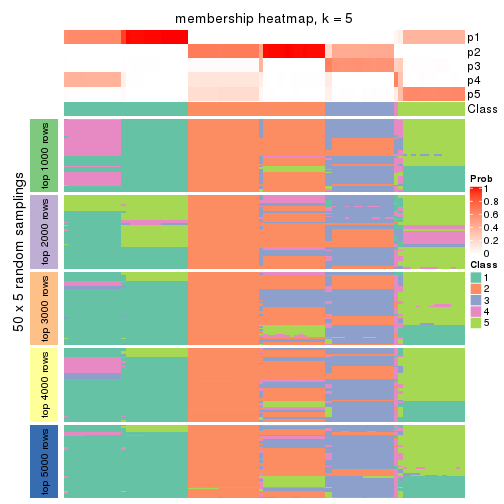 membership heatmap, k = 5
p1
p2
p3
p4
p5
Class
50 x 5 random samplings
top 1000 rows
top 2000 rows
top 3000 rows
top 4000 rows
top 5000 rows
Prob
1
0.8
0.6
0.4
0.2
0
Class
1
2
3
4
5